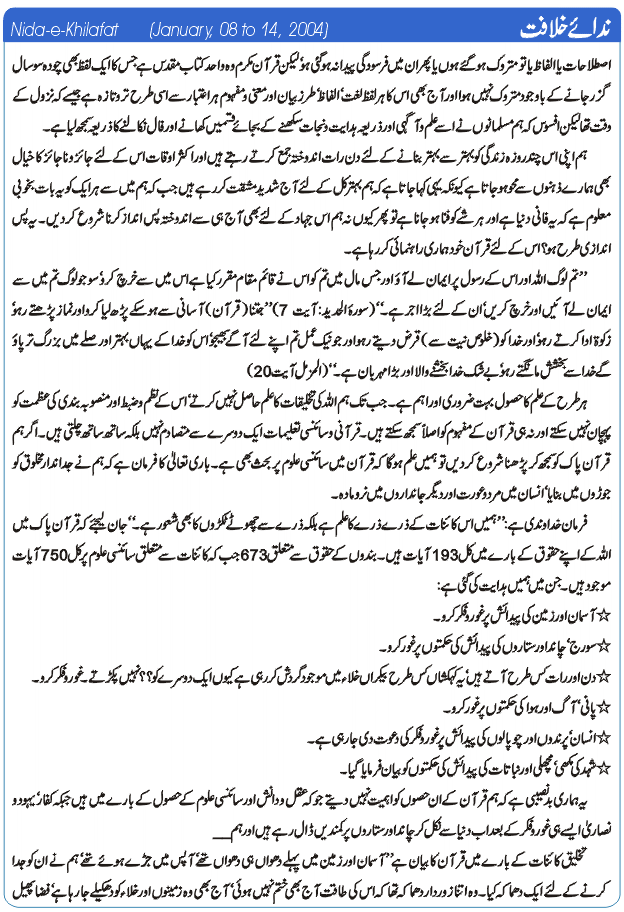 Nida-e-Khilafat (January, 08 to 14, 2004) ندائے خلافت
اصطلاحات یا الفاظ یا تو متروک ہو گئے ہوں یا پھر ان میں فرسودگی پیدا نہ ہو گئی ہو‘ لیکن قرآن مکرم وہ واحد کتاب مقدس ہے جس کا ایک لفظ بھی چودہ سو سال
گزر جانے کے باوجود متروک نہیں ہوا اور آج بھی اس کا ہر لفظ لغت‘ الفاظ‘ طرز بیان اور معنی و مفہوم ہر اعتبار سے اسی طرح تر و تازہ ہے جیسے کہ نزول کے
وقت تھا لیکن افسوس کہ ہم مسلمانوں نے اسے علم و آگہی اور ذریعہ ہدایت و نجات سمجھنے کے بجائے قسمیں کھانے اور فال نکالنے کا ذریعہ سمجھ لیا ہے۔
ہم اپنی اس چند روزہ زندگی کو بہتر سے بہتر بنانے کے لئے دن رات اندوختہ جمع کرتے رہتے ہیں اور اکثر اوقات اس کے لئے جائز و ناجائز کا خیال
بھی ہمارے ذہنوں سے محو ہو جاتا ہے کیونکہ یہی کہا جاتا ہے کہ ہم بہتر کل کے لئے آج شدید مشقت کر رہے ہیں جب کہ ہم میں سے ہر ایک کو یہ بات بخوبی
معلوم ہے کہ یہ فانی دنیا ہے اور ہر شے کو فنا ہو جانا ہے تو پھر کیوں نہ ہم اس جہاد کے لئے بھی آج ہی سے اندوختہ پس انداز کرنا شروع کر دیں۔ یہ پس
اندازی کس طرح ہو؟ اس کے لئے قرآن خود ہماری راہنمائی کر رہا ہے۔
”تم لوگ اللہ اور اس کے رسول پر ایمان لے آؤ اور جس مال میں تم کو اس نے قائم مقام مقرر کیا ہے اس میں سے خرچ کرو‘ سو جو لوگ تم میں سے
ایمان لے آئیں اور خرچ کریں‘ ان کے لئے بڑا اجر ہے۔“ (سورۃ الحدید: آیت 7) ”جتنا (قرآن) آسانی سے ہو سکے پڑھ لیا کرو اور نماز پڑھتے رہو‘
زکوۃ ادا کرتے رہو‘ اور خدا کو (خلوص نیت سے) قرض دیتے رہو اور جو نیک عمل تم اپنے لئے آگے بھیجو گے اس کو خدا کے یہاں بہتر اور صلے میں بزرگ تر پاؤ
گے خدا سے بخشش مانگتے رہو‘ بے شک خدا بخشنے والا اور بڑا مہربان ہے۔“ (المزمل آیت 20)
ہر طرح کے علم کا حصول بہت ضروری اور اہم ہے۔ جب تک ہم اللہ کی تخلیقات کا علم حاصل نہیں کرتے‘ اس کے نظم و ضبط اور منصوبہ بندی کی عظمت کو
پہچان نہیں سکتے اور نہ ہی قرآن کے مفہوم کو اصلاً سمجھ سکتے ہیں۔ قرآنی و سائنسی تعلیمات ایک دوسرے سے متصادم نہیں بلکہ ساتھ ساتھ چلتی ہیں۔ اگر ہم
قرآن پاک کو سمجھ کر پڑھنا شروع کر دیں تو ہمیں علم ہو گا کہ قرآن میں سائنسی علوم پر بحث بھی ہے۔ باری تعالیٰ کا فرمان ہے کہ ہم نے جداندار مخلوق کو
جوڑوں میں بنایا‘ انسان میں مرد و عورت اور دیگر جانداروں میں نر و مادہ۔
فرمان خداوندی ہے: ”ہمیں اس کائنات کے ذرے ذرے کا علم ہے بلکہ ذرے سے چھوٹے ٹکڑوں کا بھی شعور ہے۔“ جان لیجئے کہ قرآن پاک میں
اللہ کے اپنے حقوق کے بارے میں کل 193 آیات ہیں۔ بندوں کے حقوق سے متعلق 673 جب کہ کائنات سے متعلق سائنسی علوم پر کل 750 آیات
موجود ہیں۔ جن میں ہمیں ہدایت کی گئی ہے:
☆ آسمان اور زمین کی پیدائش پر غور و فکر کرو۔
☆ سورج‘ چاند اور ستاروں کی پیدائش کی حکمتوں پر غور کرو۔
☆ دن اور رات کس طرح آتے ہیں‘ یہ کہکشاں کس طرح بیکراں خلاء میں موجود گردش کر رہی ہے کیوں ایک دوسرے کو؟؟ نہیں پکڑتے۔ غور و فکر کرو۔
☆ پانی‘ آگ اور ہوا کی حکمتوں پر غور کرو۔
☆ انسان‘ پرندوں اور چوپالوں کی پیدائش پر غور و فکر کی دعوت دی جا رہی ہے۔
☆ شہد کی مکھی‘ مچھلی اور نباتات کی پیدائش کی حکمتوں کو بیان فرمایا گیا۔
یہ ہماری بدنصیبی ہے کہ ہم قرآن کے ان حصوں کو اہمیت نہیں دیتے جو کہ عقل و دانش اور سائنسی علوم کے حصول کے بارے میں ہیں جبکہ کفار‘ یہود و
نصاریٰ ایسے ہی غور و فکر کے بعد اب دنیا سے نکل کر چاند اور ستاروں پر کمندیں ڈال رہے ہیں اور ہم__
تخلیق کائنات کے بارے میں قرآن کا بیان ہے ”آسمان اور زمین میں پہلے دھواں ہی دھواں تھے‘ آپس میں جڑے ہوئے تھے‘ ہم نے ان کو جدا
کرنے کے لئے ایک دھماکہ کیا۔ وہ اتنا زوردار دھماکہ تھا کہ اس کی طاقت آج بھی ختم نہیں ہوئی‘ آج بھی وہ زمینوں اور خلاء کو دھکیلے جا رہا ہے‘ فضا پھیل